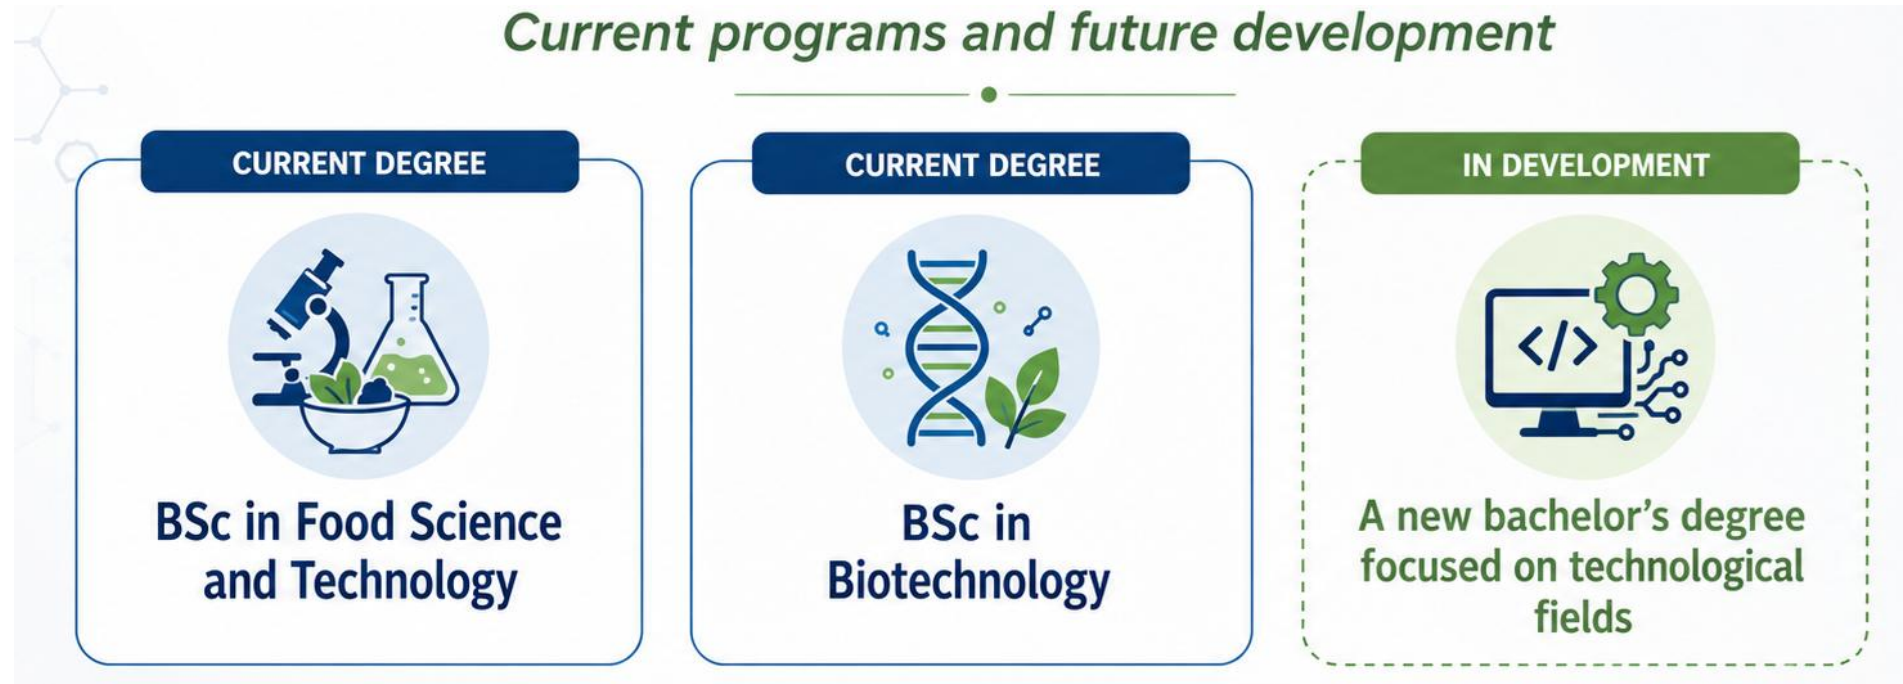 Current programs and future development
CURRENT DEGREE
BSc in Food Science
and Technology
CURRENT DEGREE
BSc in
Biotechnology
IN DEVELOPMENT
</>
A new bachelor's degree
focused on technological
fields